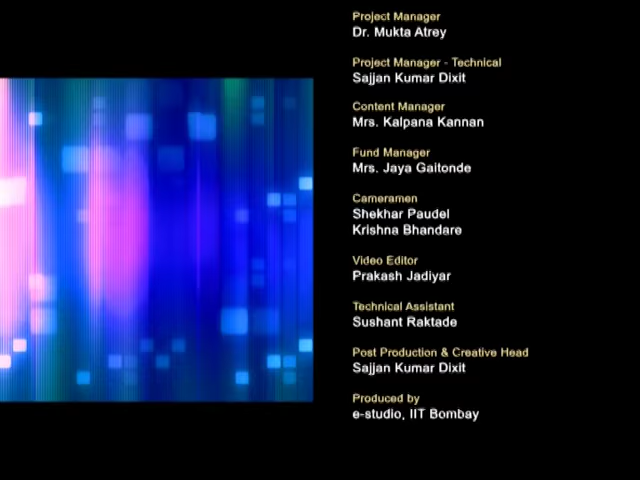 Project Manager
Dr. Mukta Atrey
Project Manager - Technical
Sajjan Kumar Dixit
Content Manager
Mrs. Kalpana Kannan
Fund Manager
Mrs. Jaya Gaitonde
Cameramen
Shekhar Paudel
Krishna Bhandare
Video Editor
Prakash Jadiyar
Technical Assistant
Sushant Raktade
Post Production & Creative Head
Sajjan Kumar Dixit
Produced by
e-studio, IIT Bombay